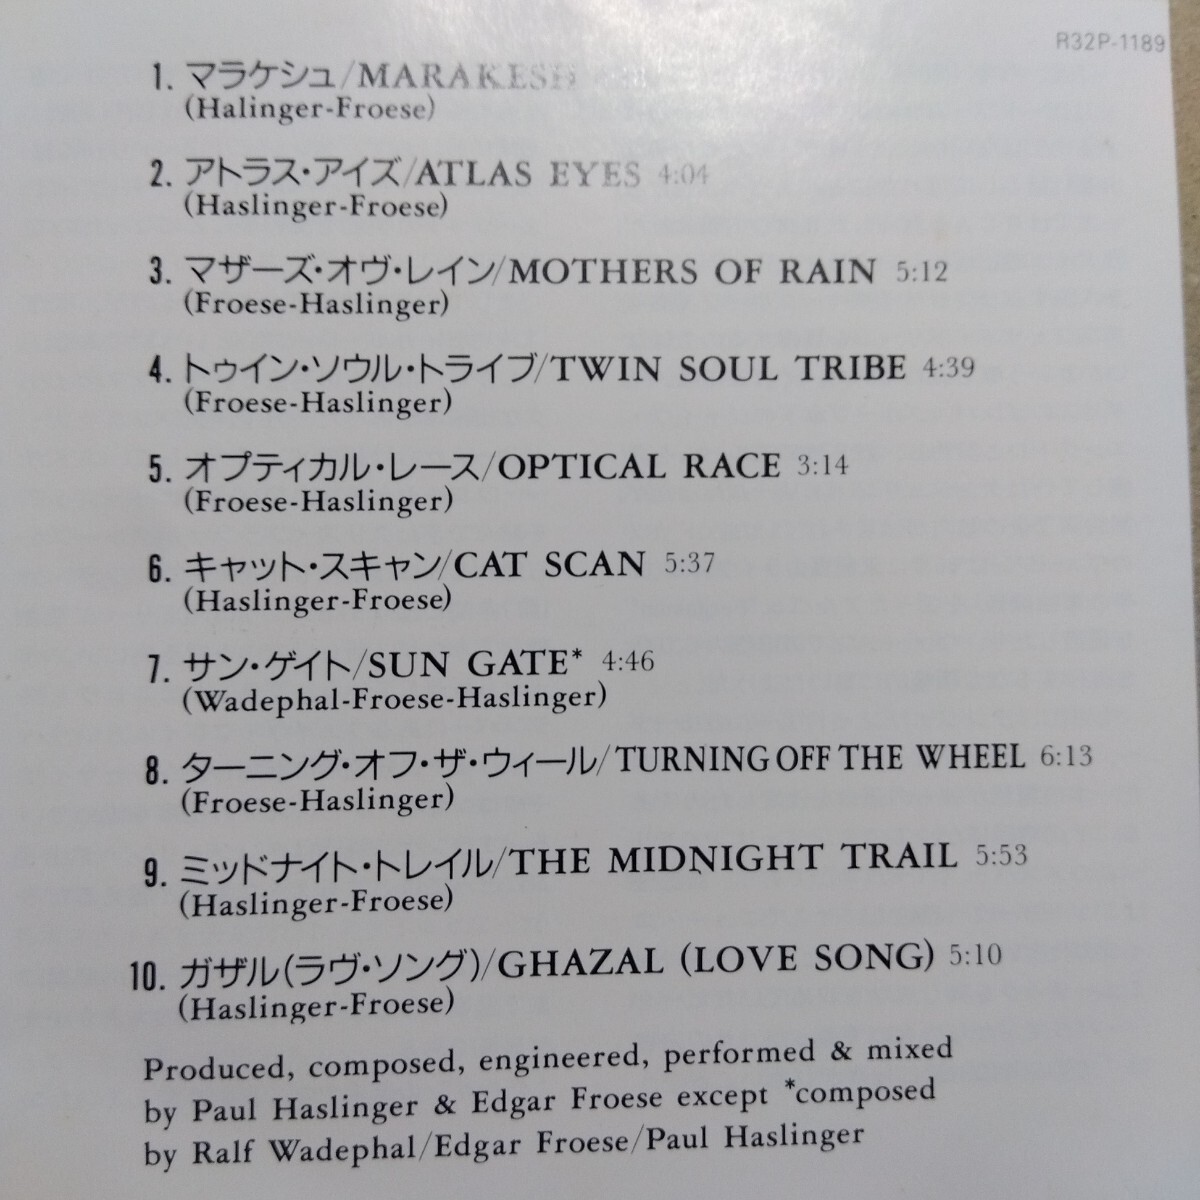 R32P-1189
1. マラケシュ/MARAKESH
(Halinger-Froese)
2. アトラス・アイズ/ATLAS EYES 4:04
(Haslinger-Froese)
3. マザーズ・オヴ・レイン/MOTHERS OF RAIN 5:12
(Froese-Haslinger)
4. トゥイン・ソウル・トライブ/TWIN SOUL TRIBE 4:39
(Froese-Haslinger)
5. オプティカル・レース/OPTICAL RACE 3:14
(Froese-Haslinger)
6. キャット・スキャン/CAT SCAN 5:37
(Haslinger-Froese)
7. サン・ゲイト/SUN GATE* 4:46
(Wadephal-Froese-Haslinger)
8. ターニング・オフ・ザ・ウィール/TURNING OFF THE WHEEL 6:13
(Froese-Haslinger)
9. ミッドナイト・トレイル/THE MIDNIGHT TRAIL 5:53
(Haslinger-Froese)
10. ガザル(ラヴ・ソング)/GHAZAL (LOVE SONG) 5:10
(Haslinger-Froese)
Produced, composed, engineered, performed & mixed
by Paul Haslinger & Edgar Froese except *composed
by Ralf Wadephal/Edgar Froese/Paul Haslinger